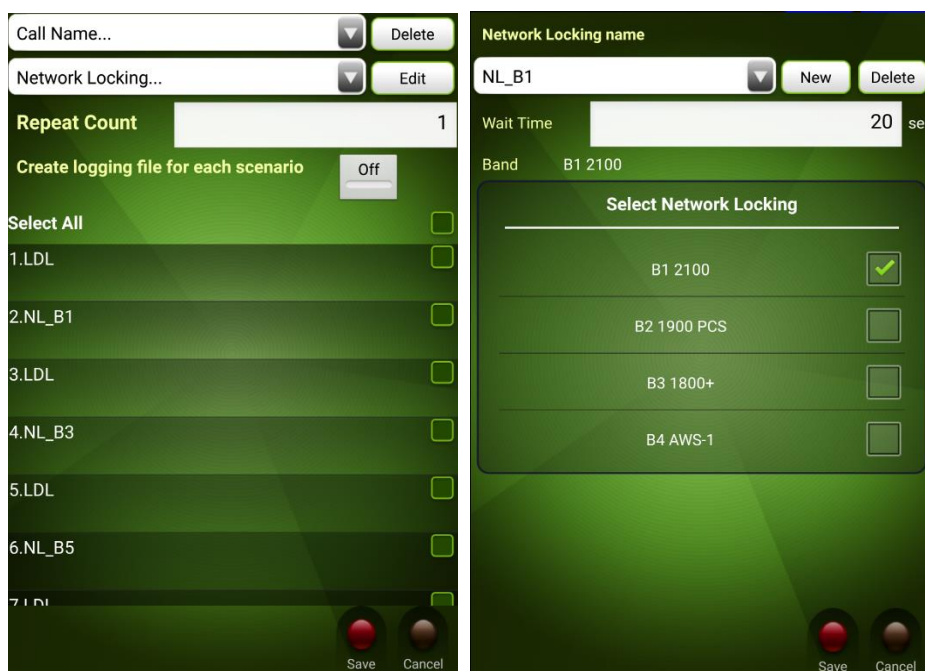 Call Name...
Delete
Network Locking...
Edit
Repeat Count 1
Create logging file for each scenario Off
Select All
1.LDL
2.NL_B1
3.LDL
4.NL_B3
5.LDL
6.NL_B5
7.LDL
Save Cancel
Network Locking name
NL_B1
New Delete
Wait Time 20 se
Band B1 2100
Select Network Locking
B1 2100
B2 1900 PCS
B3 1800+
B4 AWS-1
Save Cancel